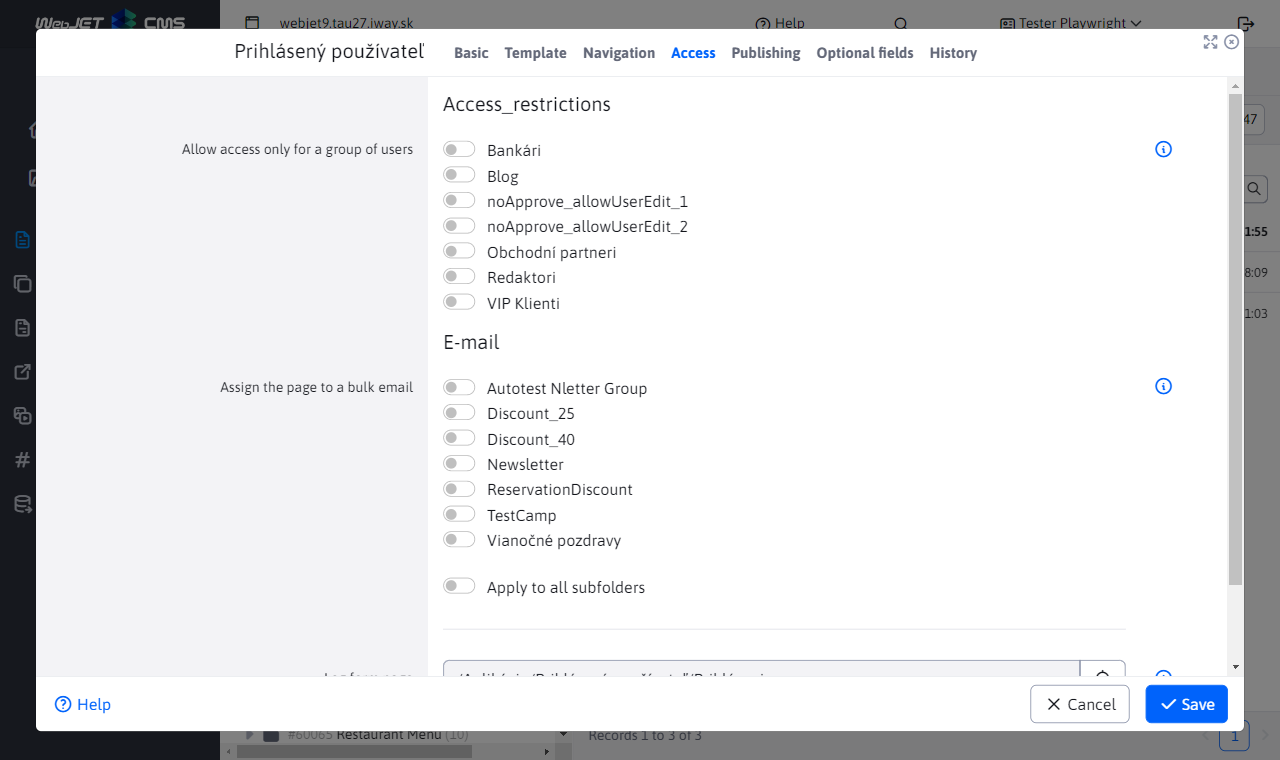 WebJET CMS
webjet9.tau27.iway.sk
Help
Tester Playwright
Prihlásený používateľ
Basic
Template
Navigation
Access
Publishing
Optional fields
History
47
Access_restrictions
Allow access only for a group of users
Bankári
Blog
noApprove_allowUserEdit_1
noApprove_allowUserEdit_2
Obchodní partneri
Redaktori
VIP Klienti
1:55
8:09
1:03
E-mail
Assign the page to a bulk email
Autotest Nletter Group
Discount_25
Discount_40
Newsletter
ReservationDiscount
TestCamp
Vianočné pozdravy
Apply to all subfolders
Help
Cancel
Save
#60065 Restaurant Menu (10)
Records 1 to 3 of 3
1